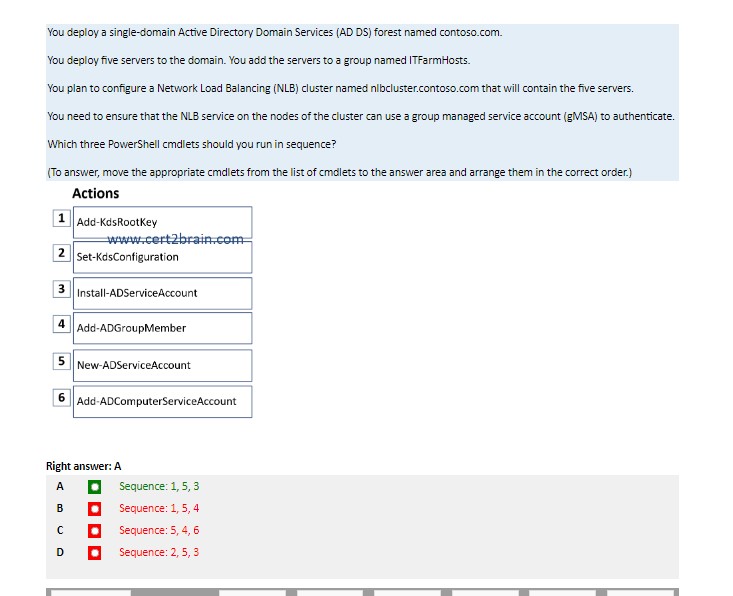 You deploy a single-domain Active Directory Domain Services (AD DS) forest named contoso.com.
You deploy five servers to the domain. You add the servers to a group named ITFarmHosts.
You plan to configure a Network Load Balancing (NLB) cluster named nlbcluster.contoso.com that will contain the five servers.
You need to ensure that the NLB service on the nodes of the cluster can use a group managed service account (gMSA) to authenticate.
Which three PowerShell cmdlets should you run in sequence?
(To answer, move the appropriate cmdlets from the list of cmdlets to the answer area and arrange them in the correct order.)
Actions
1 Add-KdsRootKey
www.cert2brain.com
2 Set-KdsConfiguration
3 Install-ADServiceAccount
4 Add-ADGroupMember
5 New-ADServiceAccount
6 Add-ADComputerServiceAccount
Right answer: A
A Sequence: 1, 5, 3
B Sequence: 1, 5, 4
C Sequence: 5, 4, 6
D Sequence: 2, 5, 3